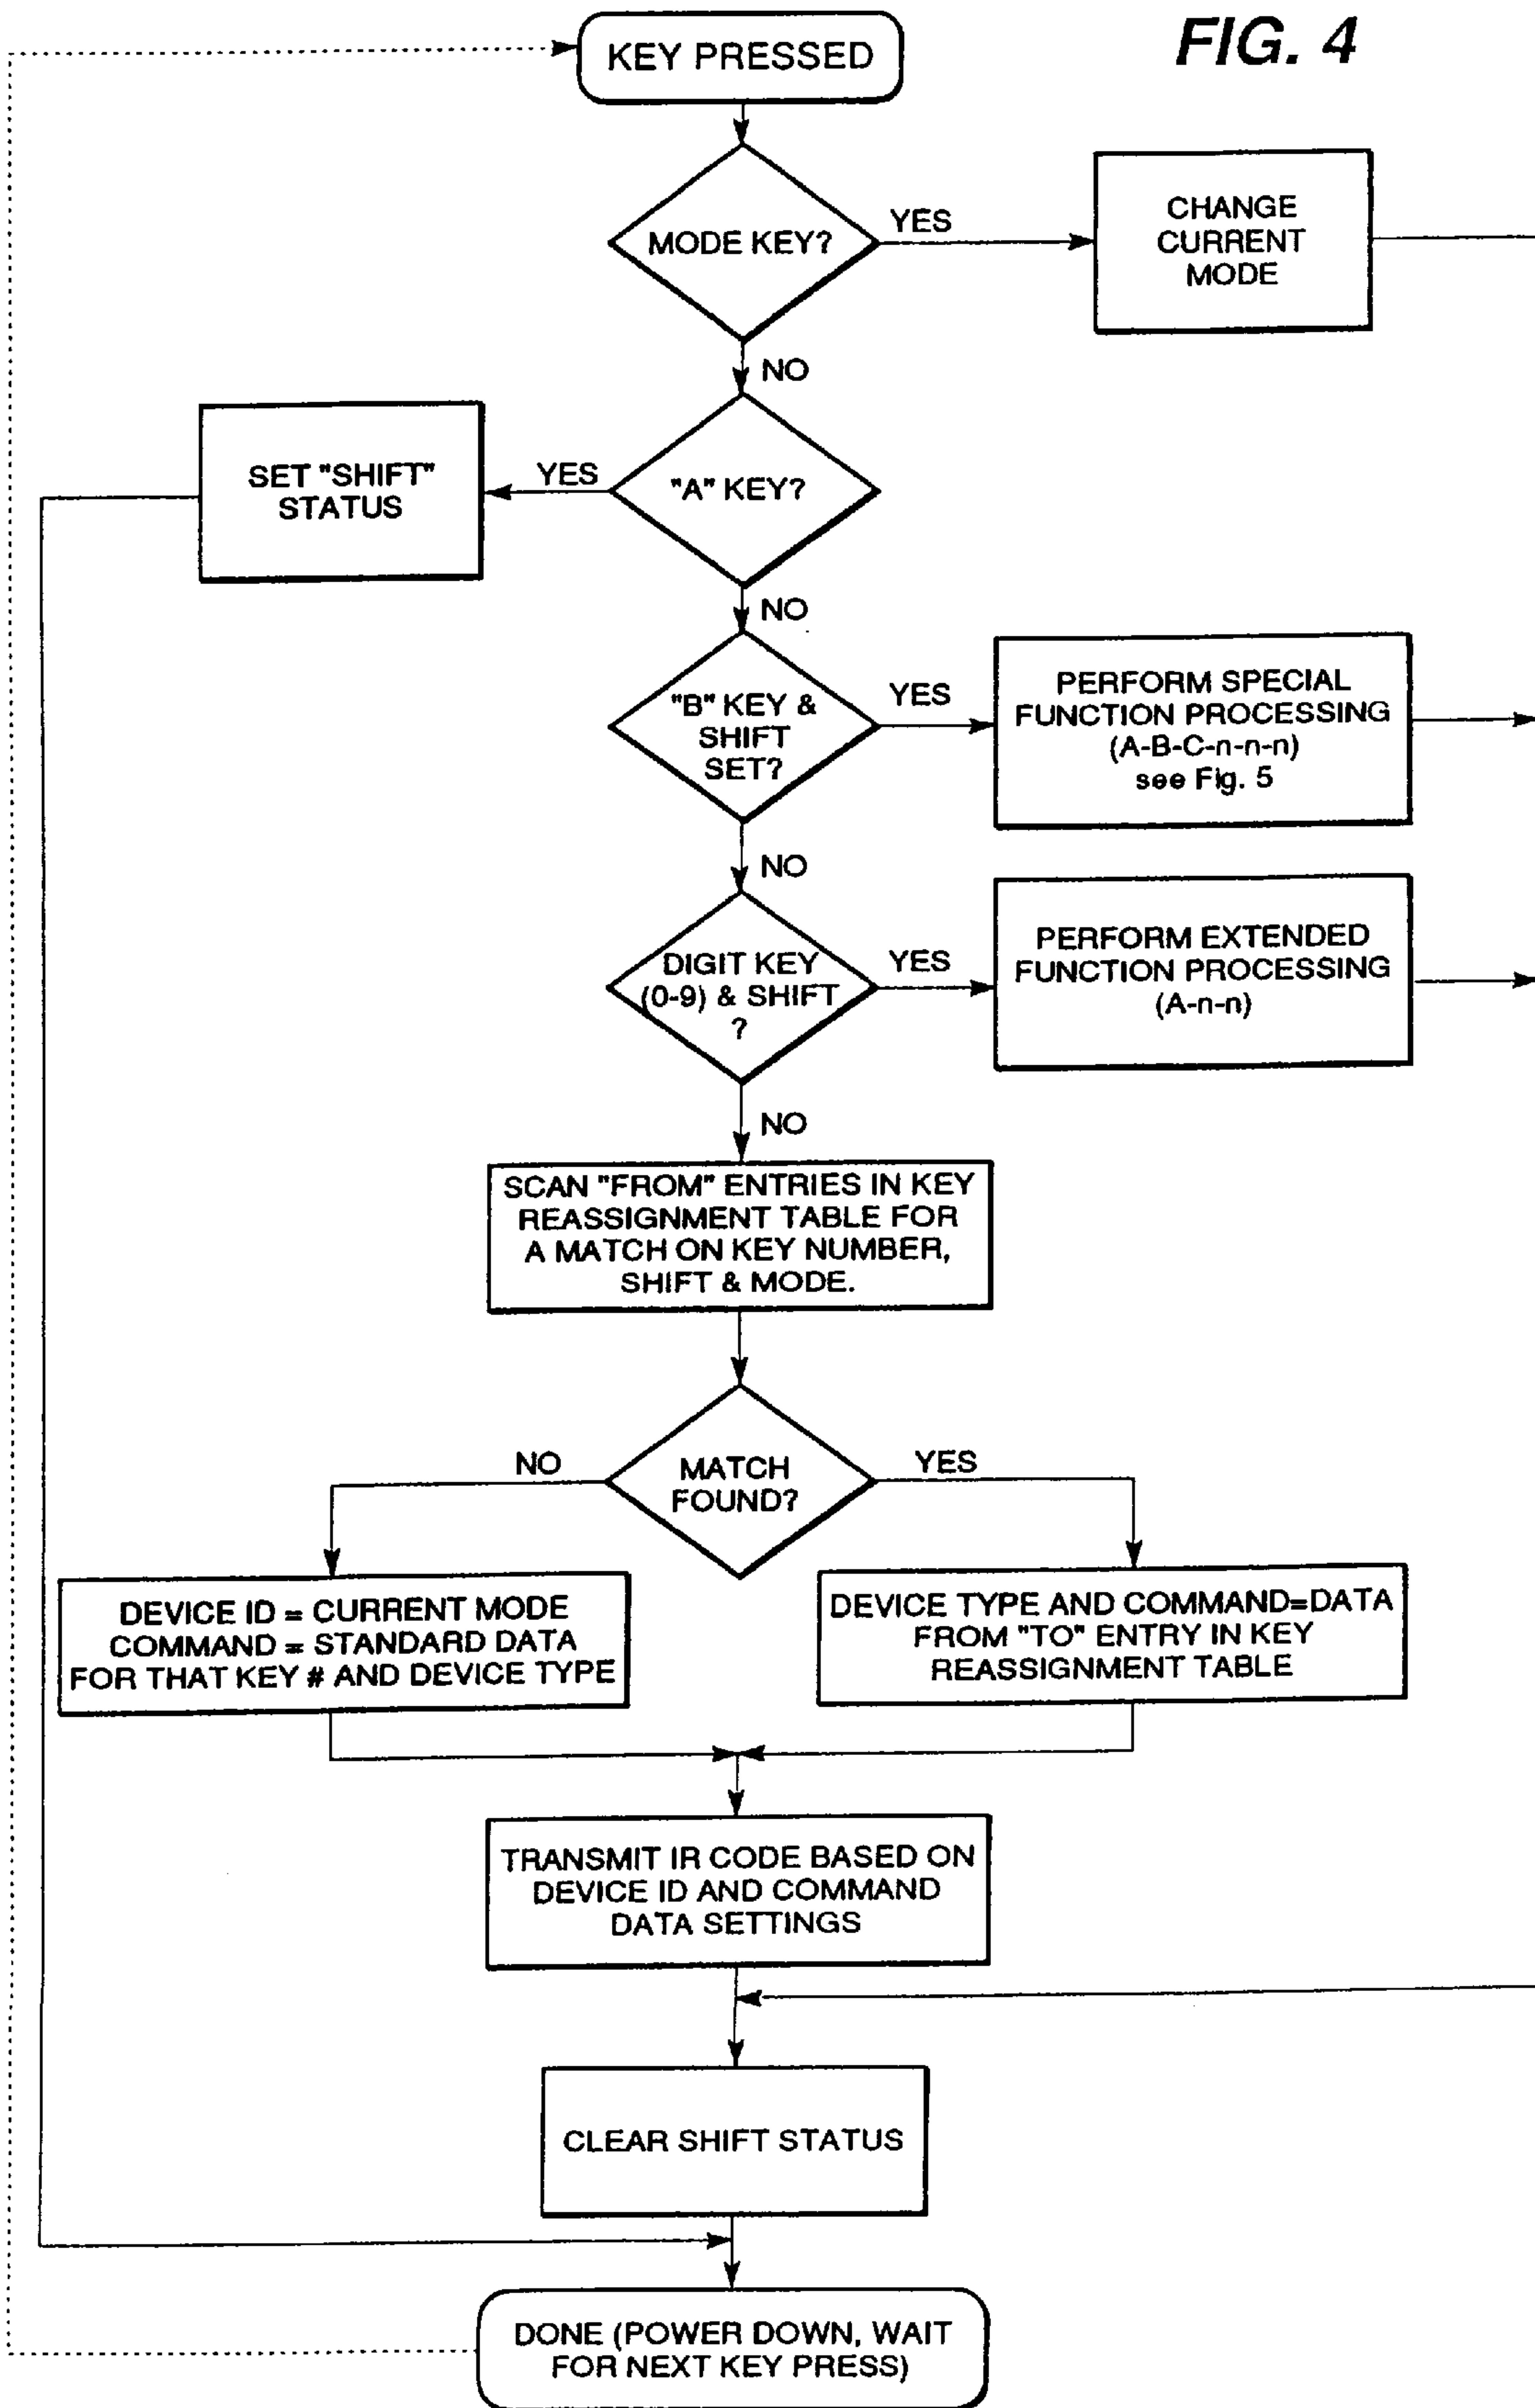 FIG. 4
KEY PRESSED
MODE KEY?
YES
CHANGE
CURRENT
MODE
NO
"A" KEY?
YES
SET "SHIFT"
STATUS
NO
"B" KEY &
SHIFT
SET?
YES
PERFORM SPECIAL
FUNCTION PROCESSING
(A-B-C-n-n-n)
see Fig. 5
NO
DIGIT KEY
(0-9) & SHIFT
?
YES
PERFORM EXTENDED
FUNCTION PROCESSING
(A-n-n)
NO
SCAN "FROM" ENTRIES IN KEY
REASSIGNMENT TABLE FOR
A MATCH ON KEY NUMBER,
SHIFT & MODE.
MATCH
FOUND?
NO
YES
DEVICE ID = CURRENT MODE
COMMAND = STANDARD DATA
FOR THAT KEY # AND DEVICE TYPE
DEVICE TYPE AND COMMAND=DATA
FROM "TO" ENTRY IN KEY
REASSIGNMENT TABLE
TRANSMIT IR CODE BASED ON
DEVICE ID AND COMMAND
DATA SETTINGS
CLEAR SHIFT STATUS
DONE (POWER DOWN, WAIT
FOR NEXT KEY PRESS)